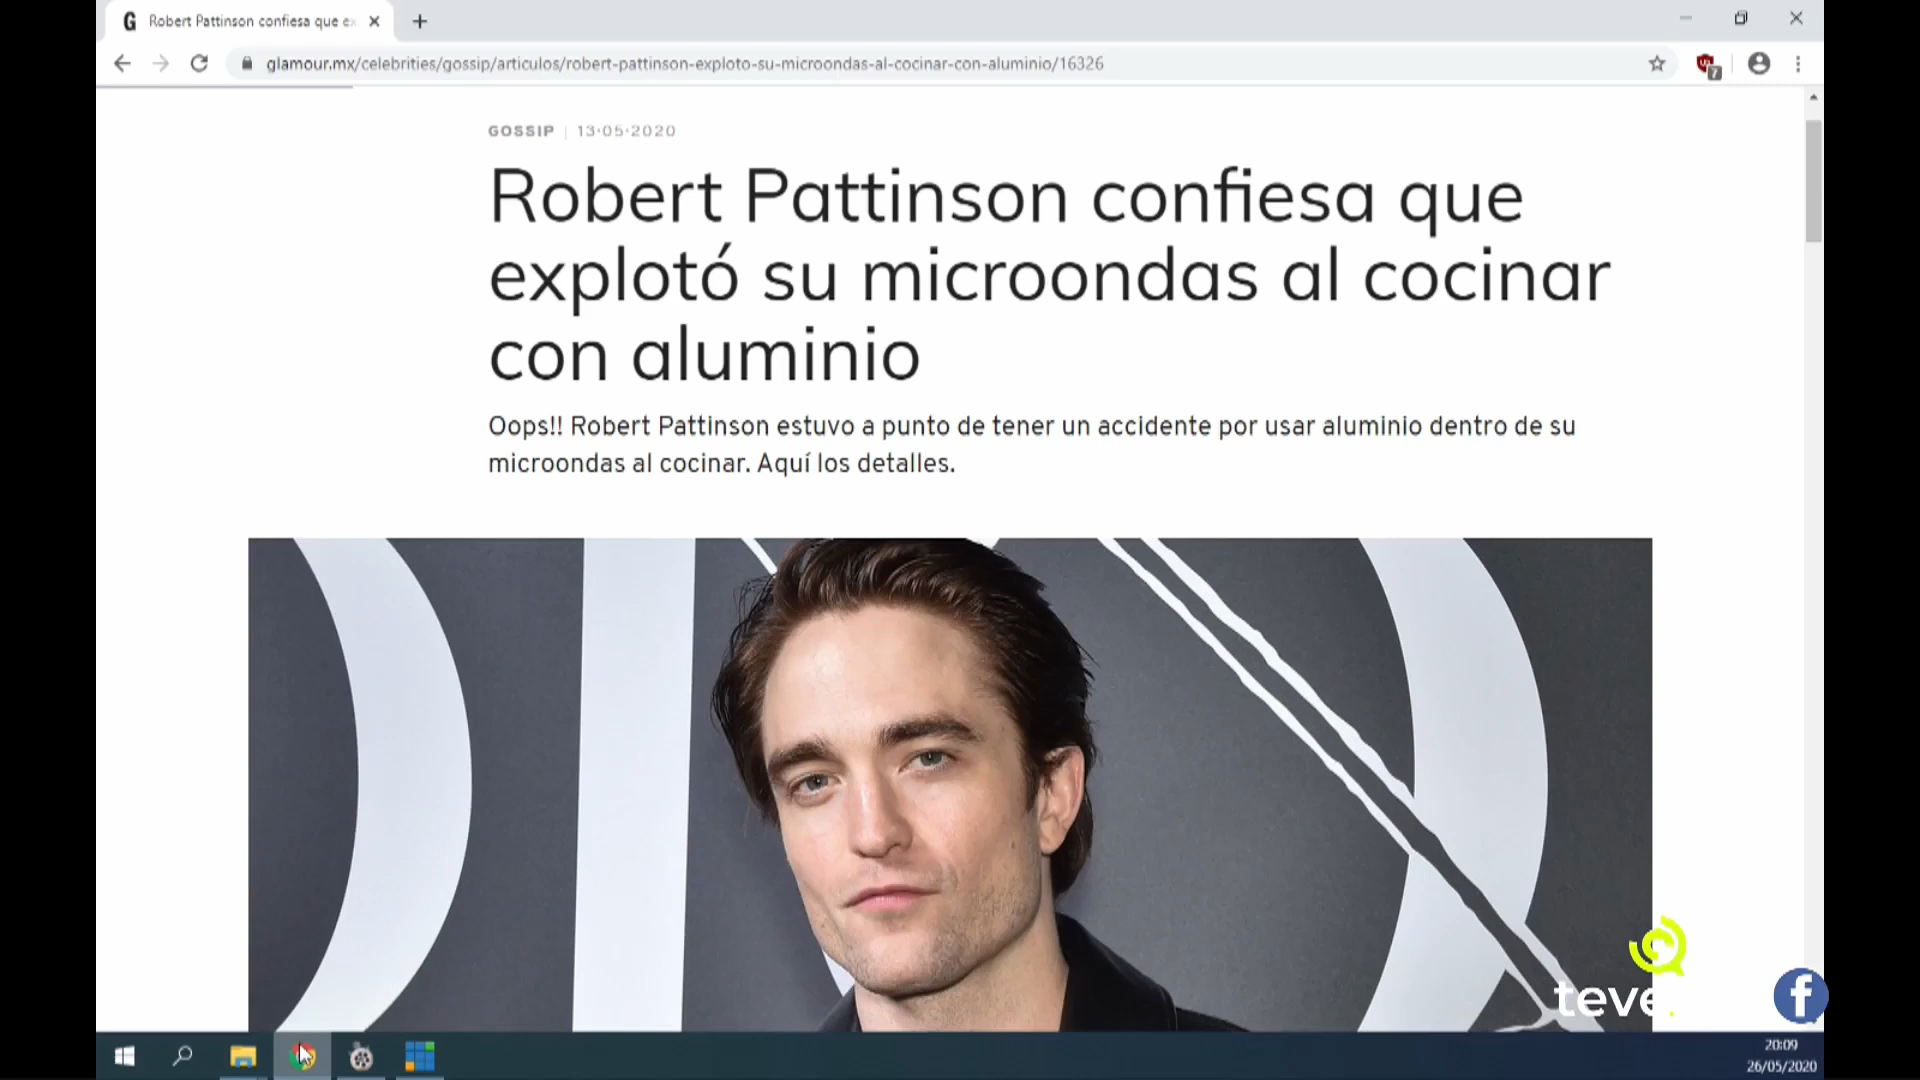 Robert Pattinson confiesa que ex
glamour.mx/celebrities/gossip/articulos/robert-pattinson-exploto-su-microondas-al-cocinar-con-aluminio/16326
7
GOSSIP | 13·05·2020
Robert Pattinson confiesa que
explotó su microondas al cocinar
con aluminio
Oops!! Robert Pattinson estuvo a punto de tener un accidente por usar aluminio dentro de su
microondas al cocinar. Aquí los detalles.
teve.
20:09
26/05/2020